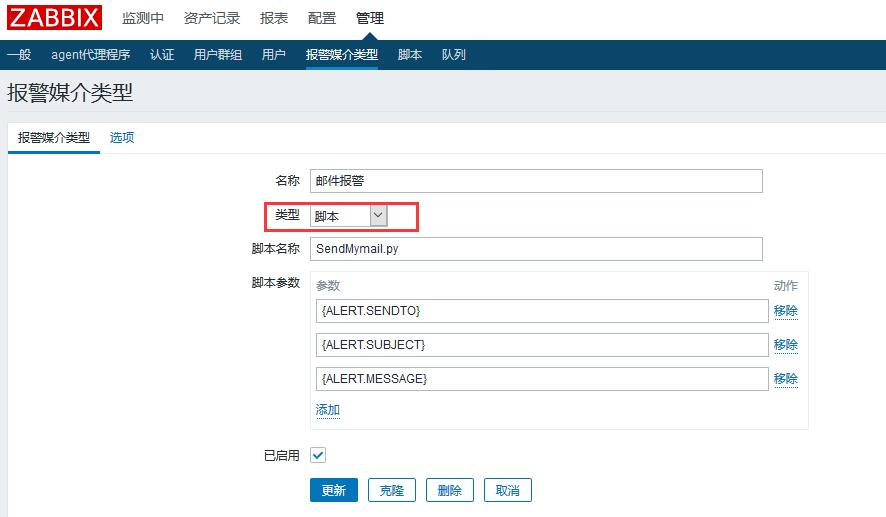 ZABBIX 监测中 资产记录 报表 配置 管理
一般 agent代理程序 认证 用户群组 用户 报警媒介类型 脚本 队列
报警媒介类型
报警媒介类型 选项
名称 邮件报警
类型 脚本
脚本名称 SendMymail.py
脚本参数 参数 动作
{ALERT.SENDTO} 移除
{ALERT.SUBJECT} 移除
{ALERT.MESSAGE} 移除
添加
已启用
更新 克隆 删除 取消